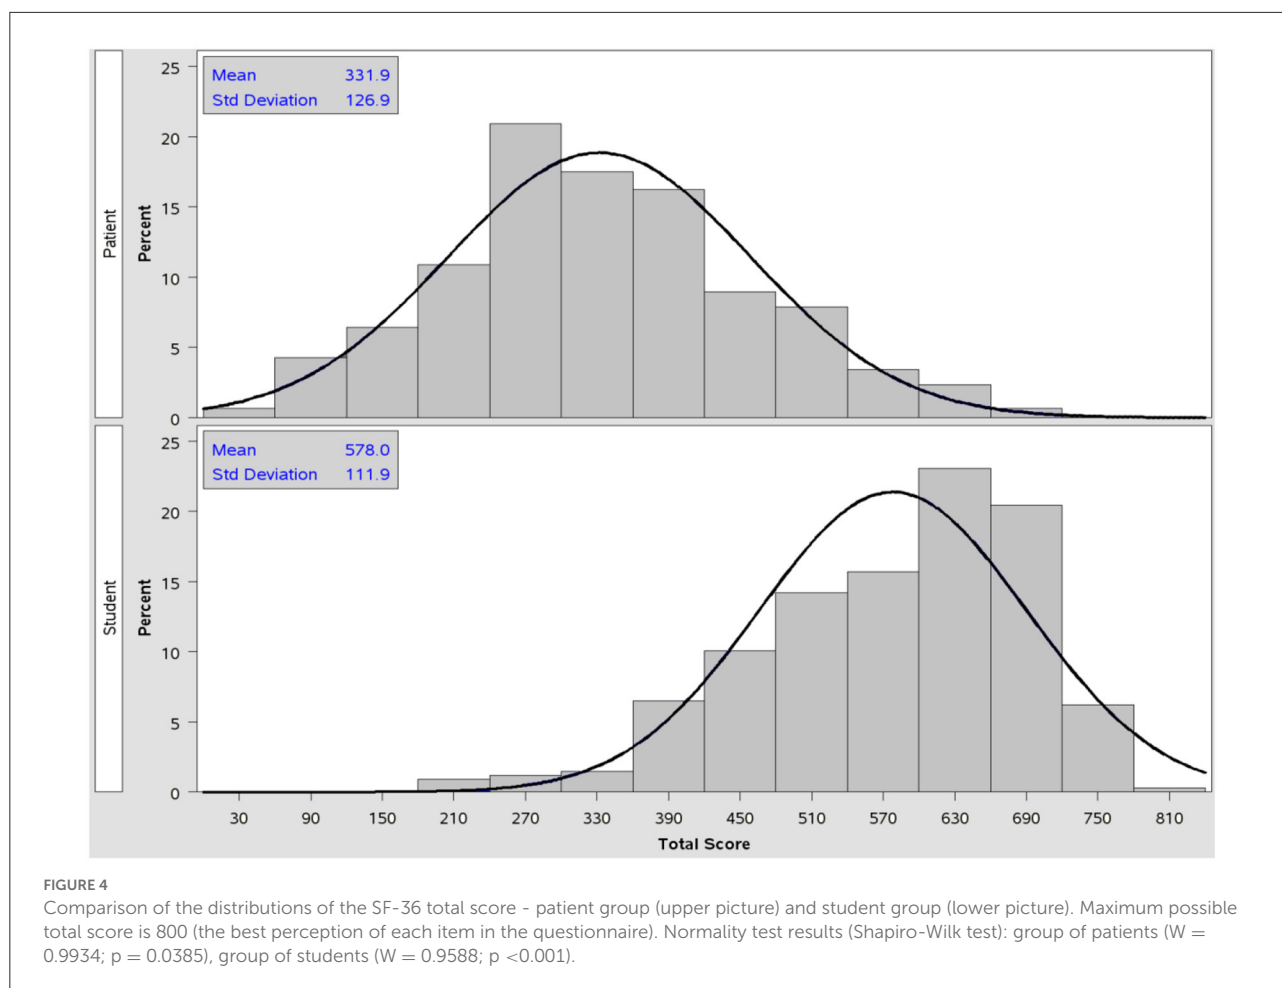 Patient
Percent
25
20
15
10
5
0
Mean 331.9
Std Deviation 126.9
Student
Percent
25
20
15
10
5
0
Mean 578.0
Std Deviation 111.9
30 90 150 210 270 330 390 450 510 570 630 690 750 810
Total Score
FIGURE 4
Comparison of the distributions of the SF-36 total score - patient group (upper picture) and student group (lower picture). Maximum possible
total score is 800 (the best perception of each item in the questionnaire). Normality test results (Shapiro-Wilk test): group of patients (W =
0.9934; p = 0.0385), group of students (W = 0.9588; p <0.001).